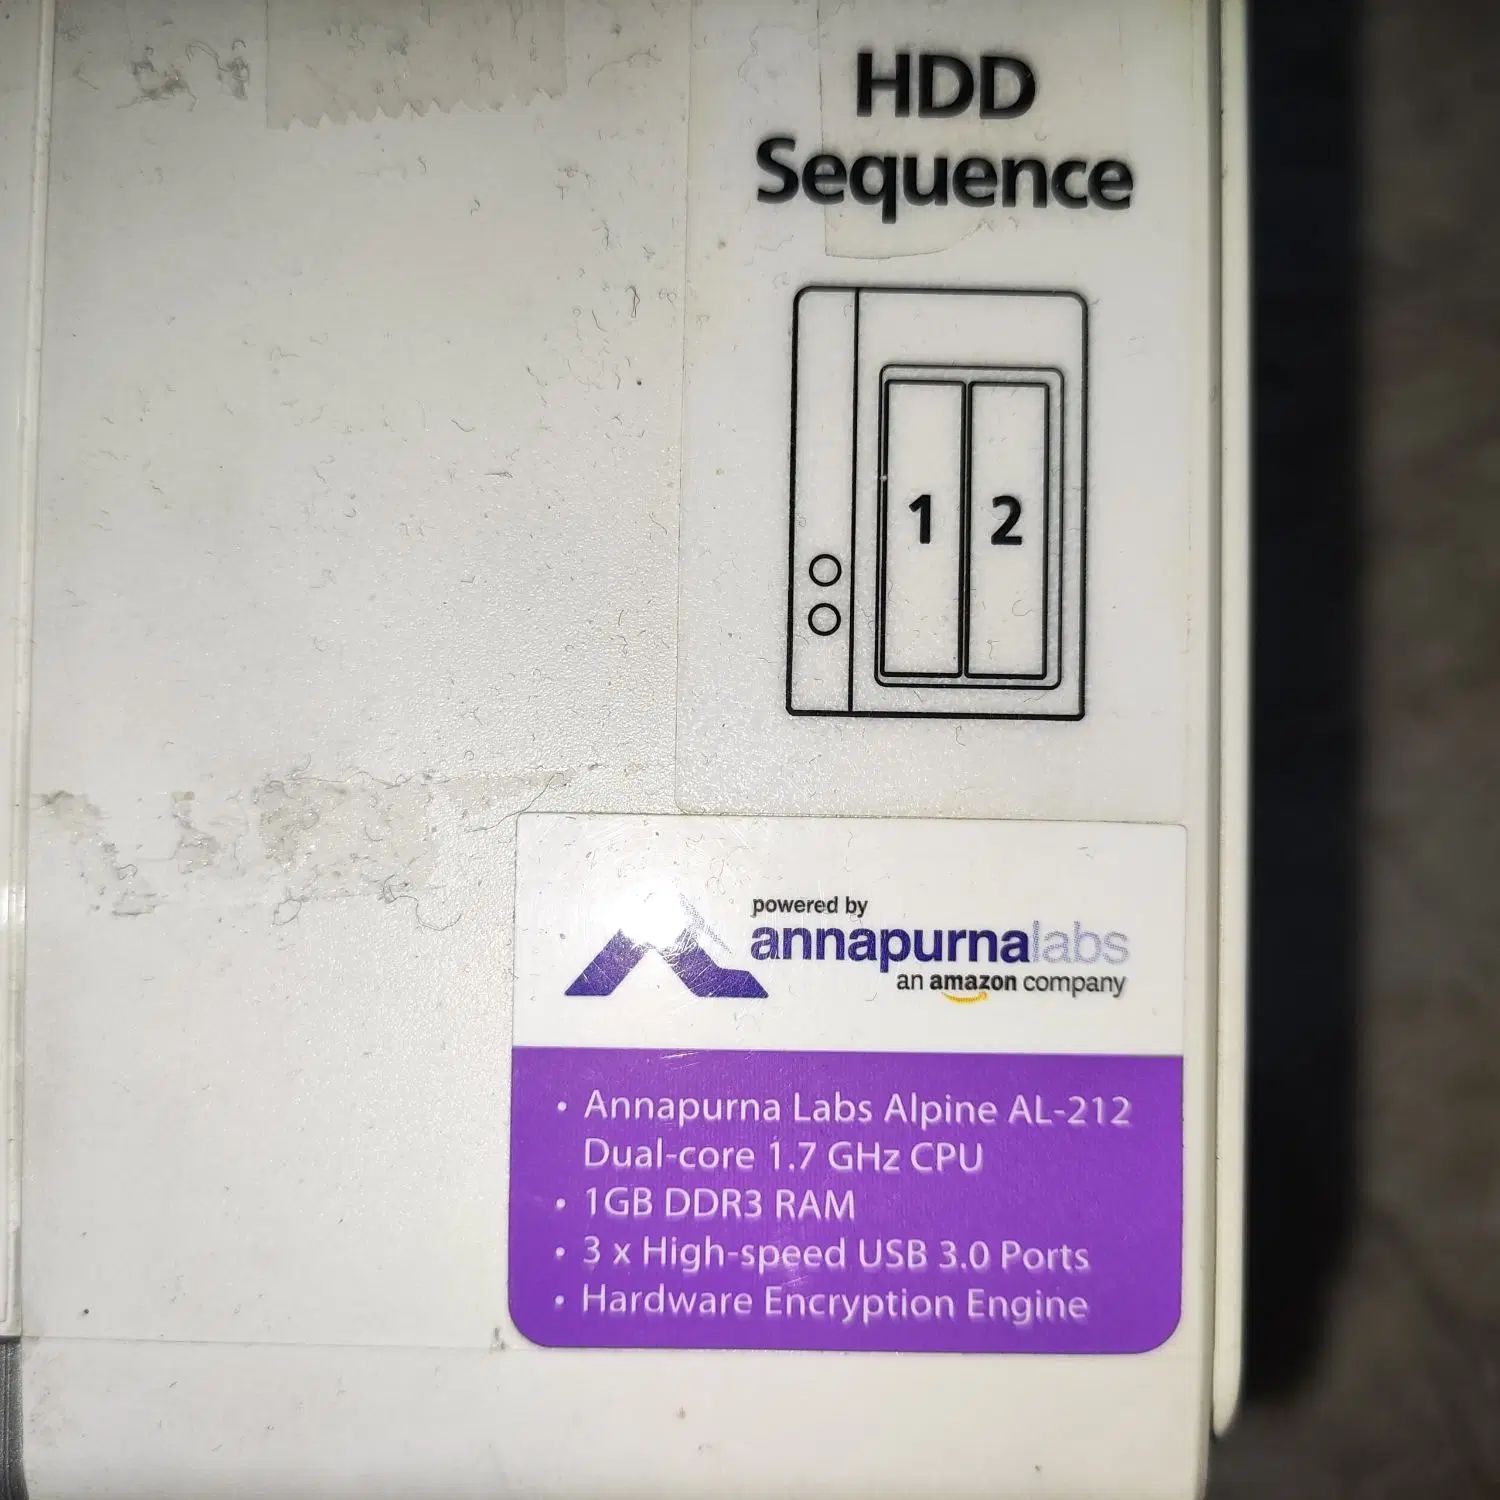 HDD
Sequence
1 2
powered by
annapurnalabs
an amazon company
• Annapurna Labs Alpine AL-212
Dual-core 1.7 GHz CPU
• 1GB DDR3 RAM
• 3 x High-speed USB 3.0 Ports
• Hardware Encryption Engine